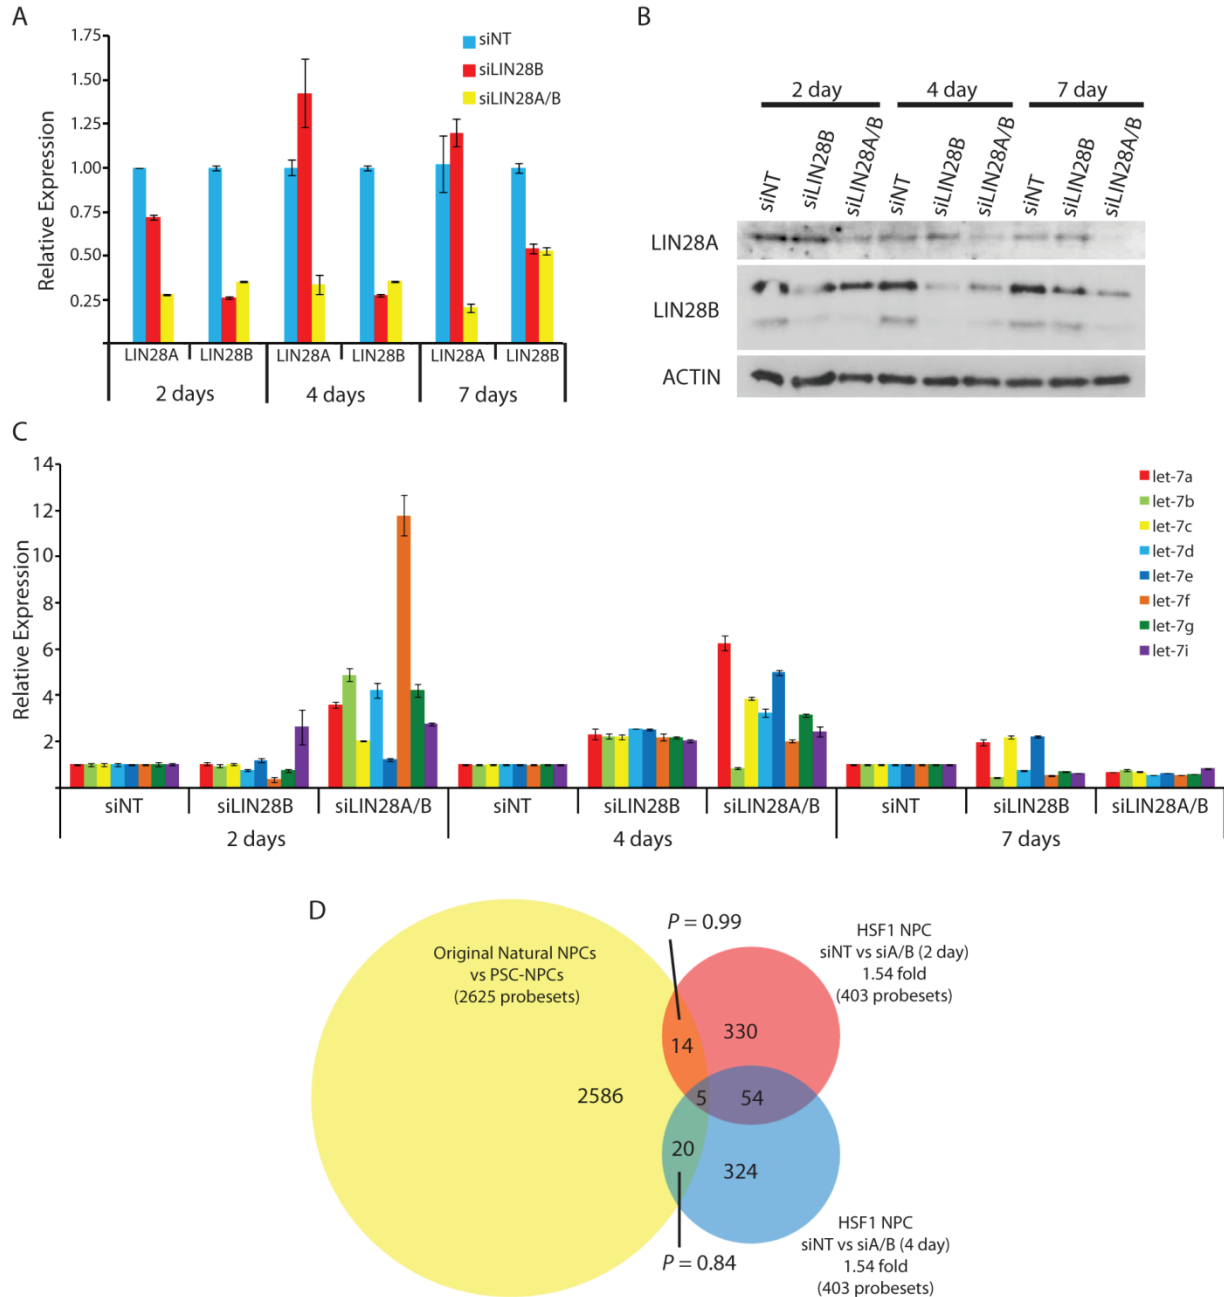 A
1.75
1.50
1.25
1.00
0.75
0.50
0.25
Relative Expression
siNT
siLIN28B
siLIN28A/B
LIN28A LIN28B LIN28A LIN28B LIN28A LIN28B
2 days 4 days 7 days
B
2 day 4 day 7 day
siNT siLIN28B siLIN28A/B siNT siLIN28B siLIN28A/B siNT siLIN28B siLIN28A/B
LIN28A
LIN28B
ACTIN
C
14
12
10
8
6
4
2
Relative Expression
let-7a
let-7b
let-7c
let-7d
let-7e
let-7f
let-7g
let-7i
siNT siLIN28B siLIN28A/B siNT siLIN28B siLIN28A/B siNT siLIN28B siLIN28A/B
2 days 4 days 7 days
D
Original Natural NPCs
vs PSC-NPCs
(2625 probesets)
P = 0.99
HSF1 NPC
siNT vs siA/B (2 day)
1.54 fold
(403 probesets)
330
14
2586
5 54
20
324
P = 0.84
HSF1 NPC
siNT vs siA/B (4 day)
1.54 fold
(403 probesets)